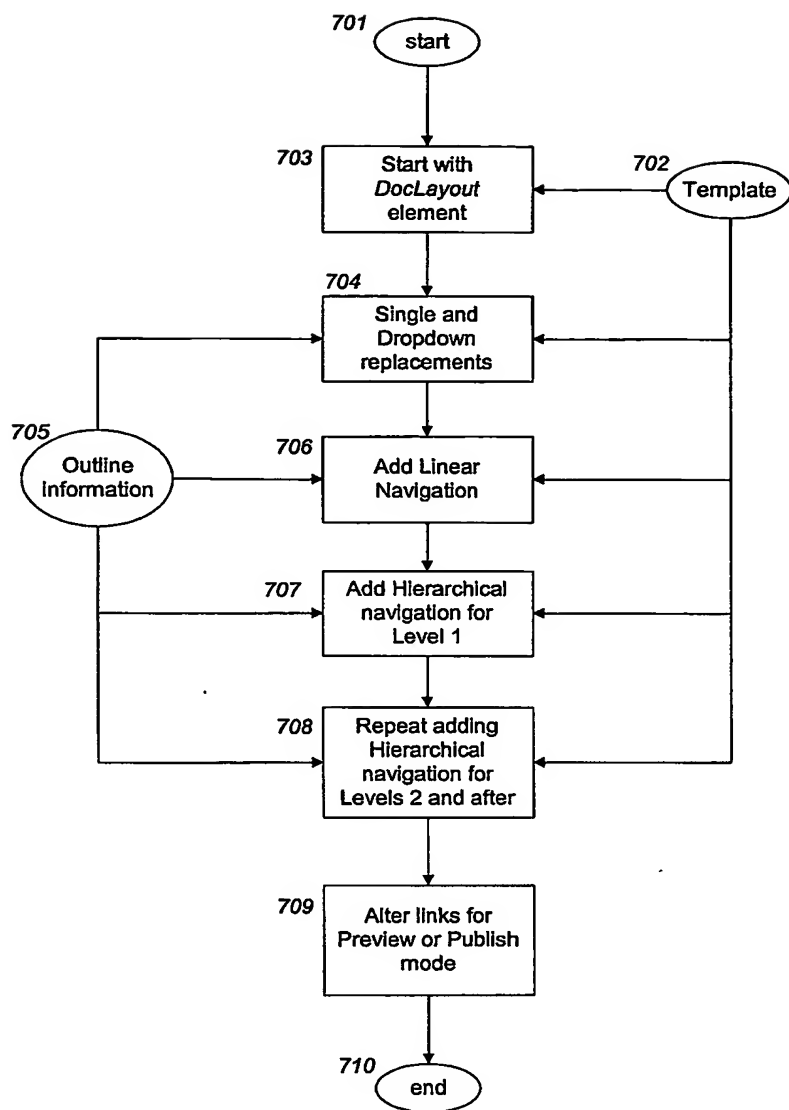 701
start
703
Start with
DocLayout
element
702
Template
704
Single and
Dropdown
replacements
705
Outline
information
706
Add Linear
Navigation
707
Add Hierarchical
navigation for
Level 1
708
Repeat adding
Hierarchical
navigation for
Levels 2 and after
709
Alter links for
Preview or Publish
mode
710
end